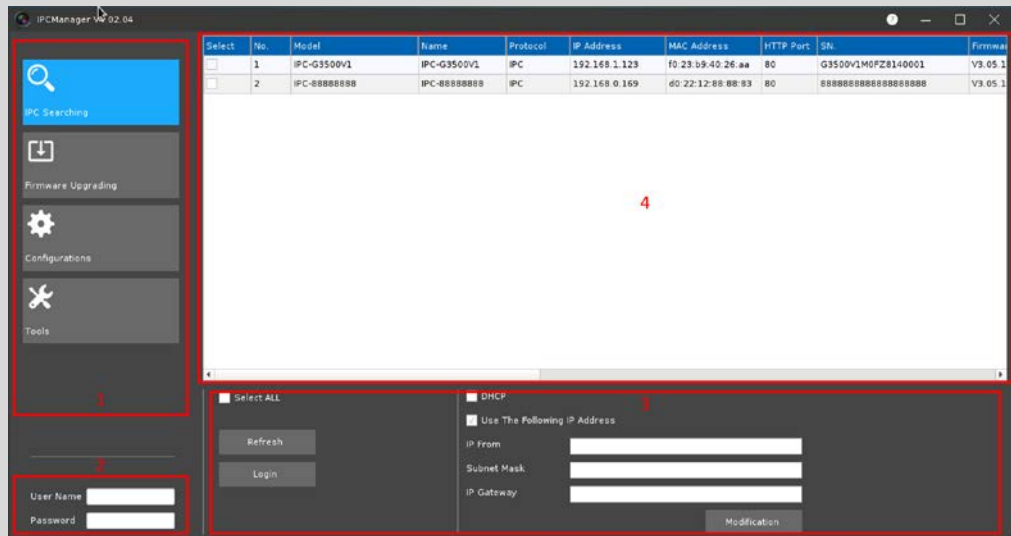 IPCManager V4.02.04
Select No. Model Name Protocol IP Address MAC Address HTTP Port SN.
1 IPC-G3500V1 IPC-G3500V1 IPC 192.168.1.123 f0:23:b9:40:26:aa 80 G3500V1M0FZ8140001 V3.05.1
2 IPC-88888888 IPC-88888888 IPC 192.168.0.169 d0:22:12:88:88:83 80 V3.05.1
IPC Searching
Firmware Upgrading
4
Configurations
Tools
1
Select ALL
DHCP
3
Use The Following IP Address
Refresh
IP From
Login
Subnet Mask
IP Gateway
Modification
2
User Name
Password